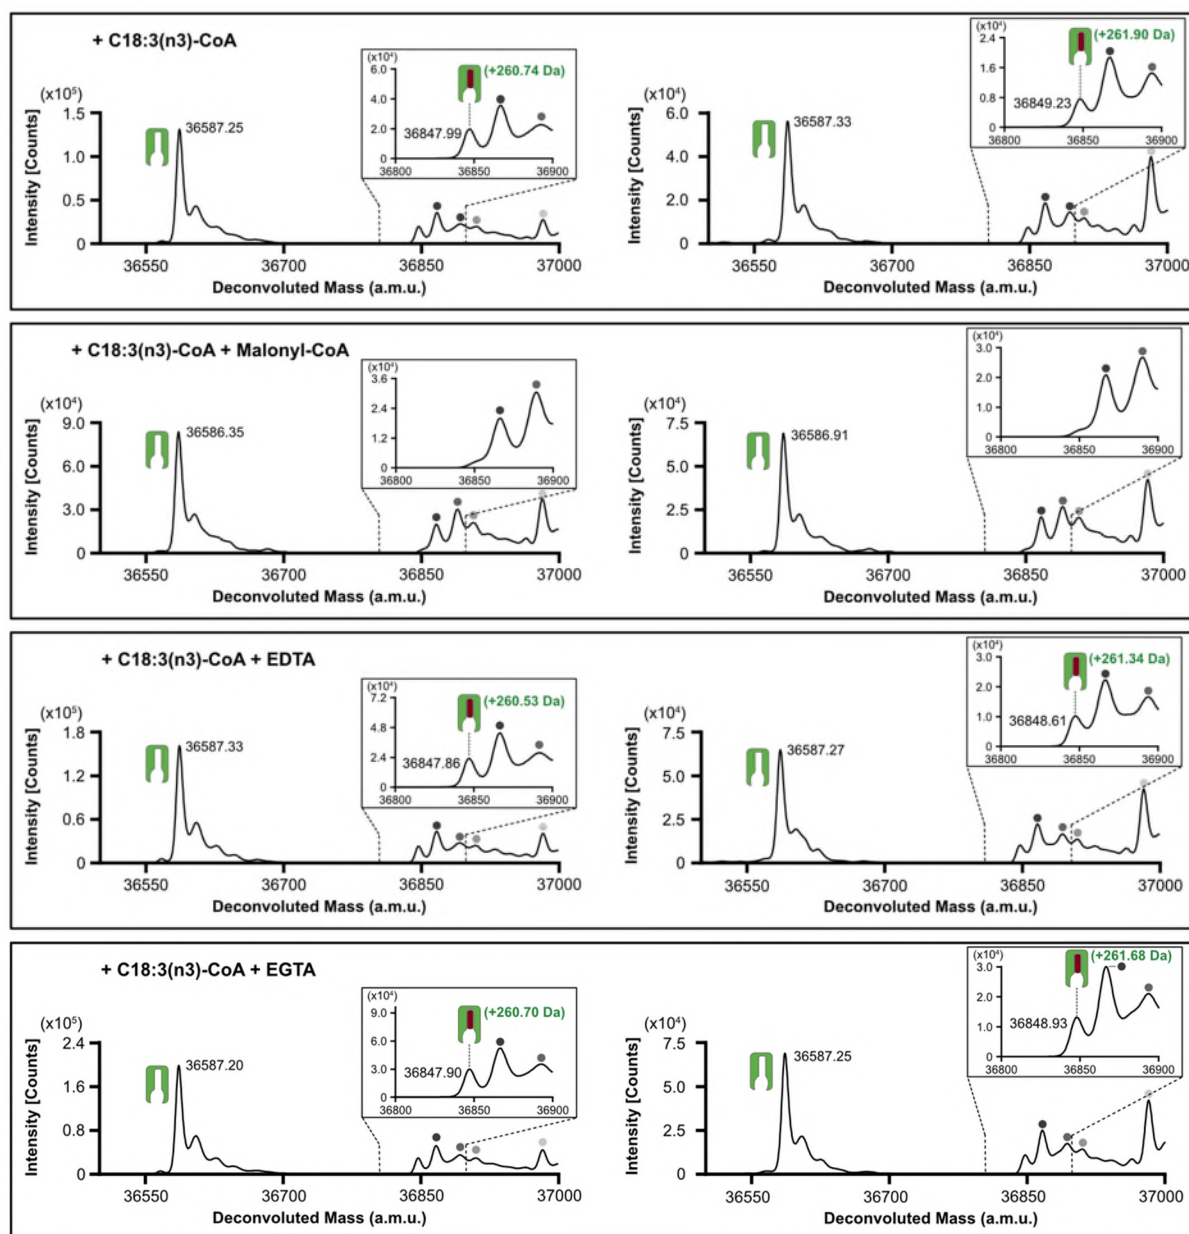 + C18:3(n3)-CoA
(x10⁵)
Intensity [Counts]
1.5
1.0
0.5
0
36587.25
36550 36700 36850 37000
Deconvoluted Mass (a.m.u.)
(x10⁴)
6.0
4.0
2.0
0
(+260.74 Da)
36847.99
36800 36850 36900
(x10⁴)
Intensity [Counts]
6.0
4.0
2.0
0
36587.33
36550 36700 36850 37000
Deconvoluted Mass (a.m.u.)
(x10⁴)
2.4
1.6
0.8
0
(+261.90 Da)
36849.23
36800 36850 36900
+ C18:3(n3)-CoA + Malonyl-CoA
(x10⁴)
Intensity [Counts]
9.0
6.0
3.0
0
36586.35
36550 36700 36850 37000
Deconvoluted Mass (a.m.u.)
(x10⁴)
3.6
2.4
1.2
0
36800 36850 36900
(x10⁴)
Intensity [Counts]
7.5
5.0
2.5
0
36586.91
36550 36700 36850 37000
Deconvoluted Mass (a.m.u.)
(x10⁴)
3.0
2.0
1.0
0
36800 36850 36900
+ C18:3(n3)-CoA + EDTA
(x10⁵)
Intensity [Counts]
1.8
1.2
0.6
0
36587.33
36550 36700 36850 37000
Deconvoluted Mass (a.m.u.)
(x10⁴)
7.2
4.8
2.4
0
(+260.53 Da)
36847.86
36800 36850 36900
(x10⁴)
Intensity [Counts]
7.5
5.0
2.5
0
36587.27
36550 36700 36850 37000
Deconvoluted Mass (a.m.u.)
(x10⁴)
3.0
2.0
1.0
0
(+261.34 Da)
36848.61
36800 36850 36900
+ C18:3(n3)-CoA + EGTA
(x10⁵)
Intensity [Counts]
2.4
1.6
0.8
0
36587.20
36550 36700 36850 37000
Deconvoluted Mass (a.m.u.)
(x10⁴)
9.0
6.0
3.0
0
(+260.70 Da)
36847.90
36800 36850 36900
(x10⁴)
Intensity [Counts]
7.5
5.0
2.5
0
36587.25
36550 36700 36850 37000
Deconvoluted Mass (a.m.u.)
(x10⁴)
3.0
2.0
1.0
0
(+261.68 Da)
36848.93
36800 36850 36900